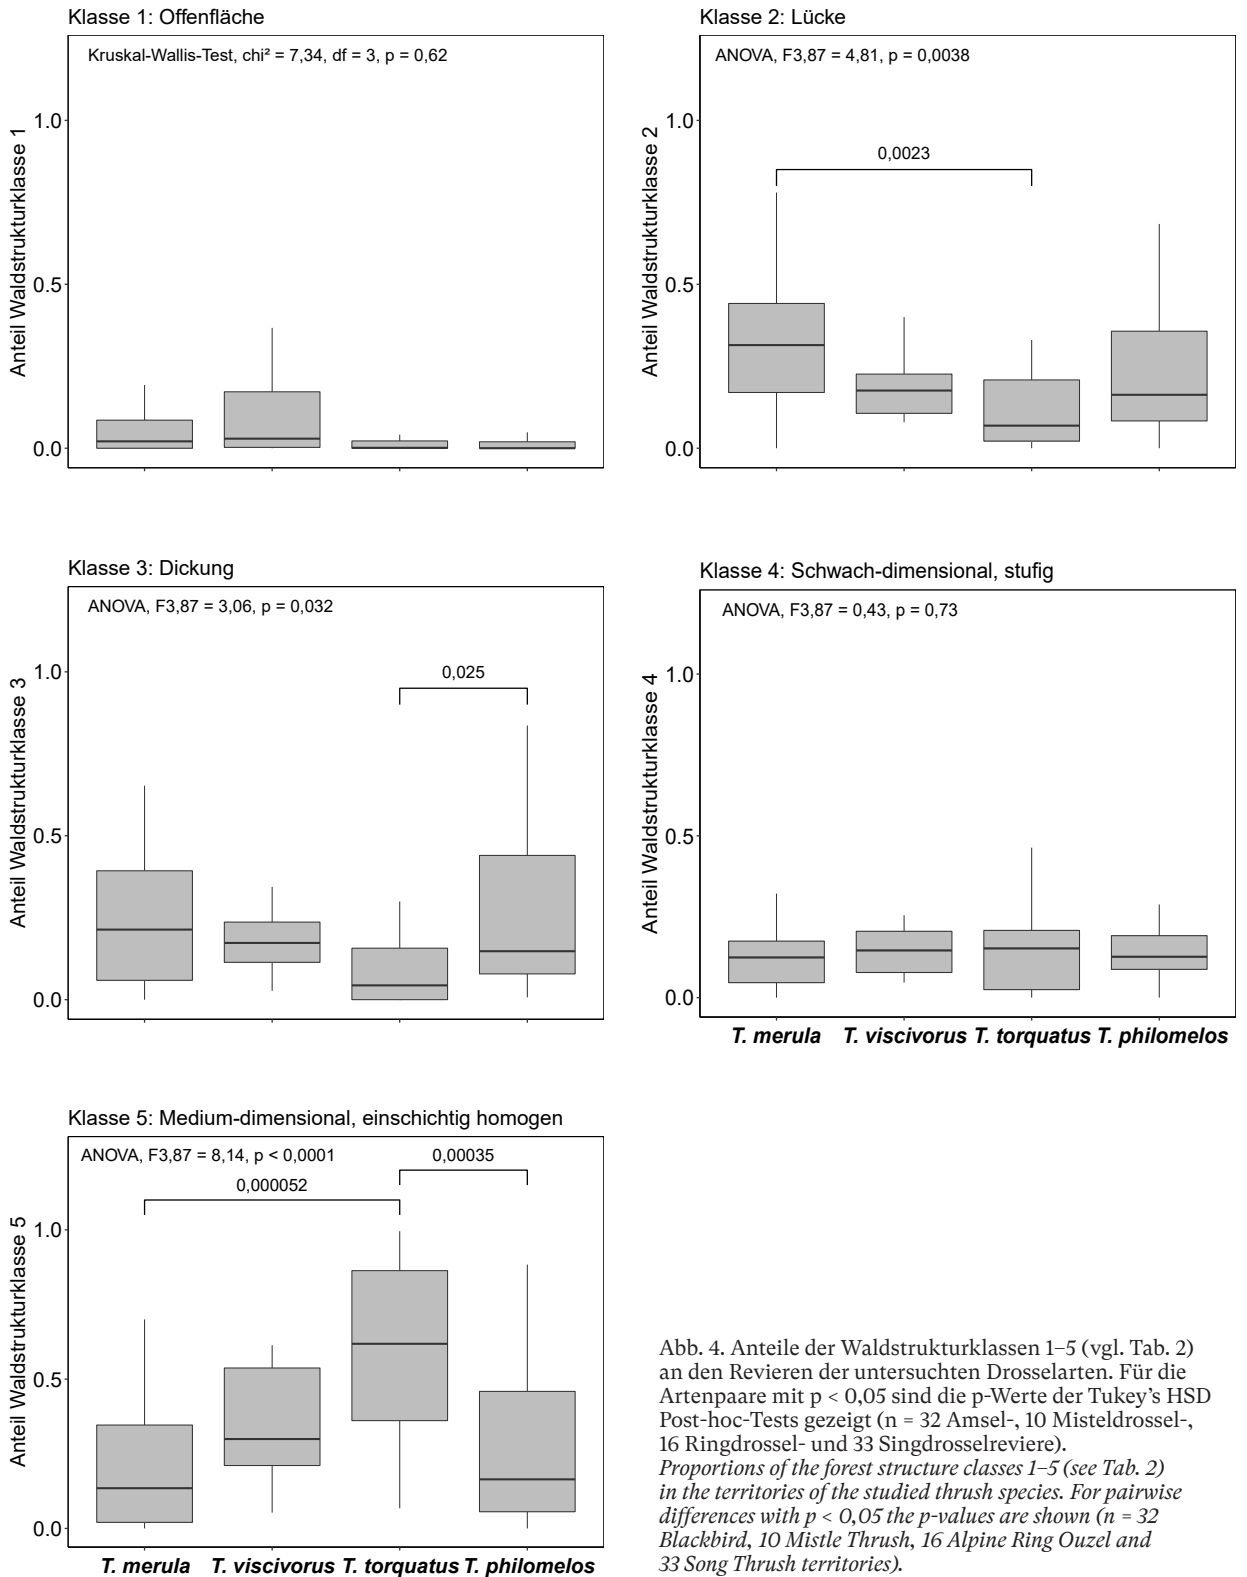 Klasse 1: Offenfläche
Kruskal-Wallis-Test, chi² = 7,34, df = 3, p = 0,62
Anteil Waldstrukturklasse 1
1.0
0.5
0.0
Klasse 2: Lücke
ANOVA, F3,87 = 4,81, p = 0,0038
0,0023
Anteil Waldstrukturklasse 2
1.0
0.5
0.0
Klasse 3: Dickung
ANOVA, F3,87 = 3,06, p = 0,032
0,025
Anteil Waldstrukturklasse 3
1.0
0.5
0.0
Klasse 4: Schwach-dimensional, stufig
ANOVA, F3,87 = 0,43, p = 0,73
Anteil Waldstrukturklasse 4
1.0
0.5
0.0
T. merula T. viscivorus T. torquatus T. philomelos
Klasse 5: Medium-dimensional, einschichtig homogen
ANOVA, F3,87 = 8,14, p < 0,0001
0,00035
0,000052
Anteil Waldstrukturklasse 5
1.0
0.5
0.0
T. merula T. viscivorus T. torquatus T. philomelos
Abb. 4. Anteile der Waldstrukturklassen 1–5 (vgl. Tab. 2)
an den Revieren der untersuchten Drosselarten. Für die
Artenpaare mit p < 0,05 sind die p-Werte der Tukey's HSD
Post-hoc-Tests gezeigt (n = 32 Amsel-, 10 Misteldrossel-,
16 Ringdrossel- und 33 Singdrosselreviere).
Proportions of the forest structure classes 1–5 (see Tab. 2)
in the territories of the studied thrush species. For pairwise
differences with p < 0,05 the p-values are shown (n = 32
Blackbird, 10 Mistle Thrush, 16 Alpine Ring Ouzel and
33 Song Thrush territories).